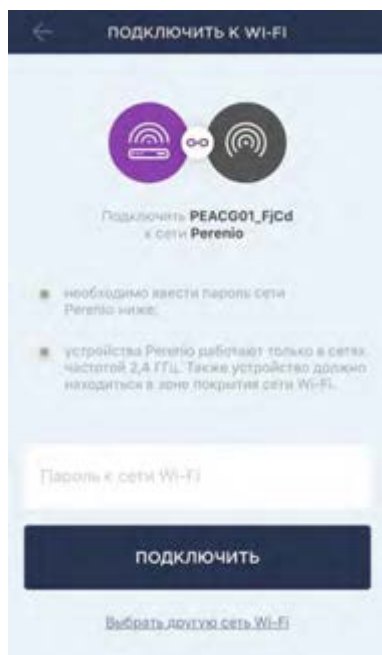 ПОДКЛЮЧИТЬ К WI-FI
Подключить PEACG01_FjCd
к сети Perenio
необходимо ввести пароль сети
Perenio ниже;
устройства Perenio работают только в сетях
частотой 2,4 ГГц. Также устройство должно
находиться в зоне покрытия сети Wi-Fi.
Пароль к сети Wi-Fi
ПОДКЛЮЧИТЬ
Выбрать другую сеть Wi-Fi